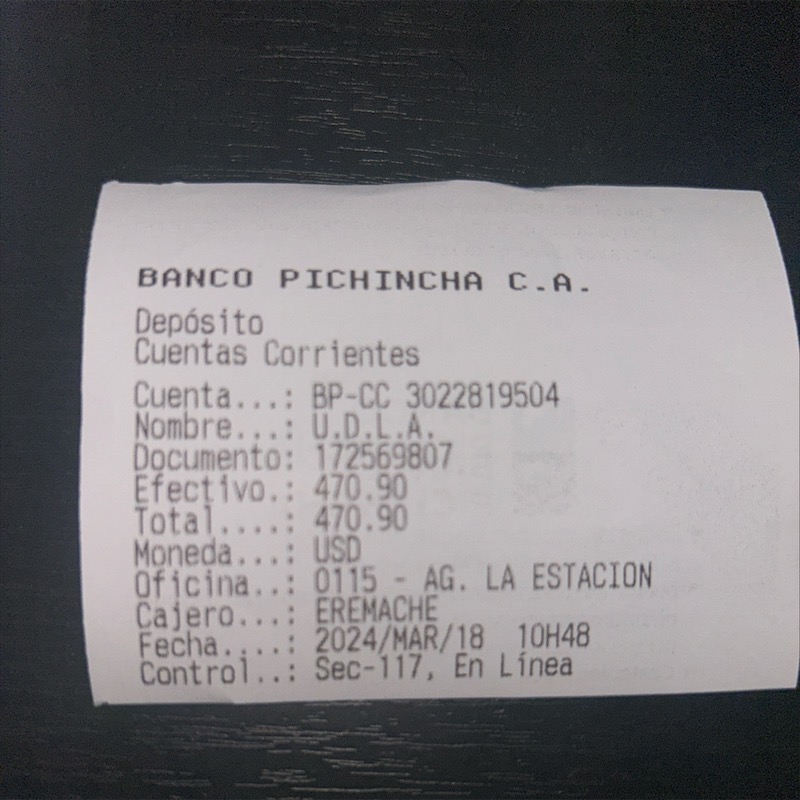 BANCO PICHINCHA C.A.
Depósito
Cuentas Corrientes
Cuenta...: BP-CC 3022819504
Nombre...: U.D.L.A.
Documento: 172569807
Efectivo.: 470.90
Total....: 470.90
Moneda...: USD
Oficina..: 0115 - AG. LA ESTACION
Cajero...: EREMACHE
Fecha....: 2024/MAR/18 10H48
Control..: Sec-117, En Línea